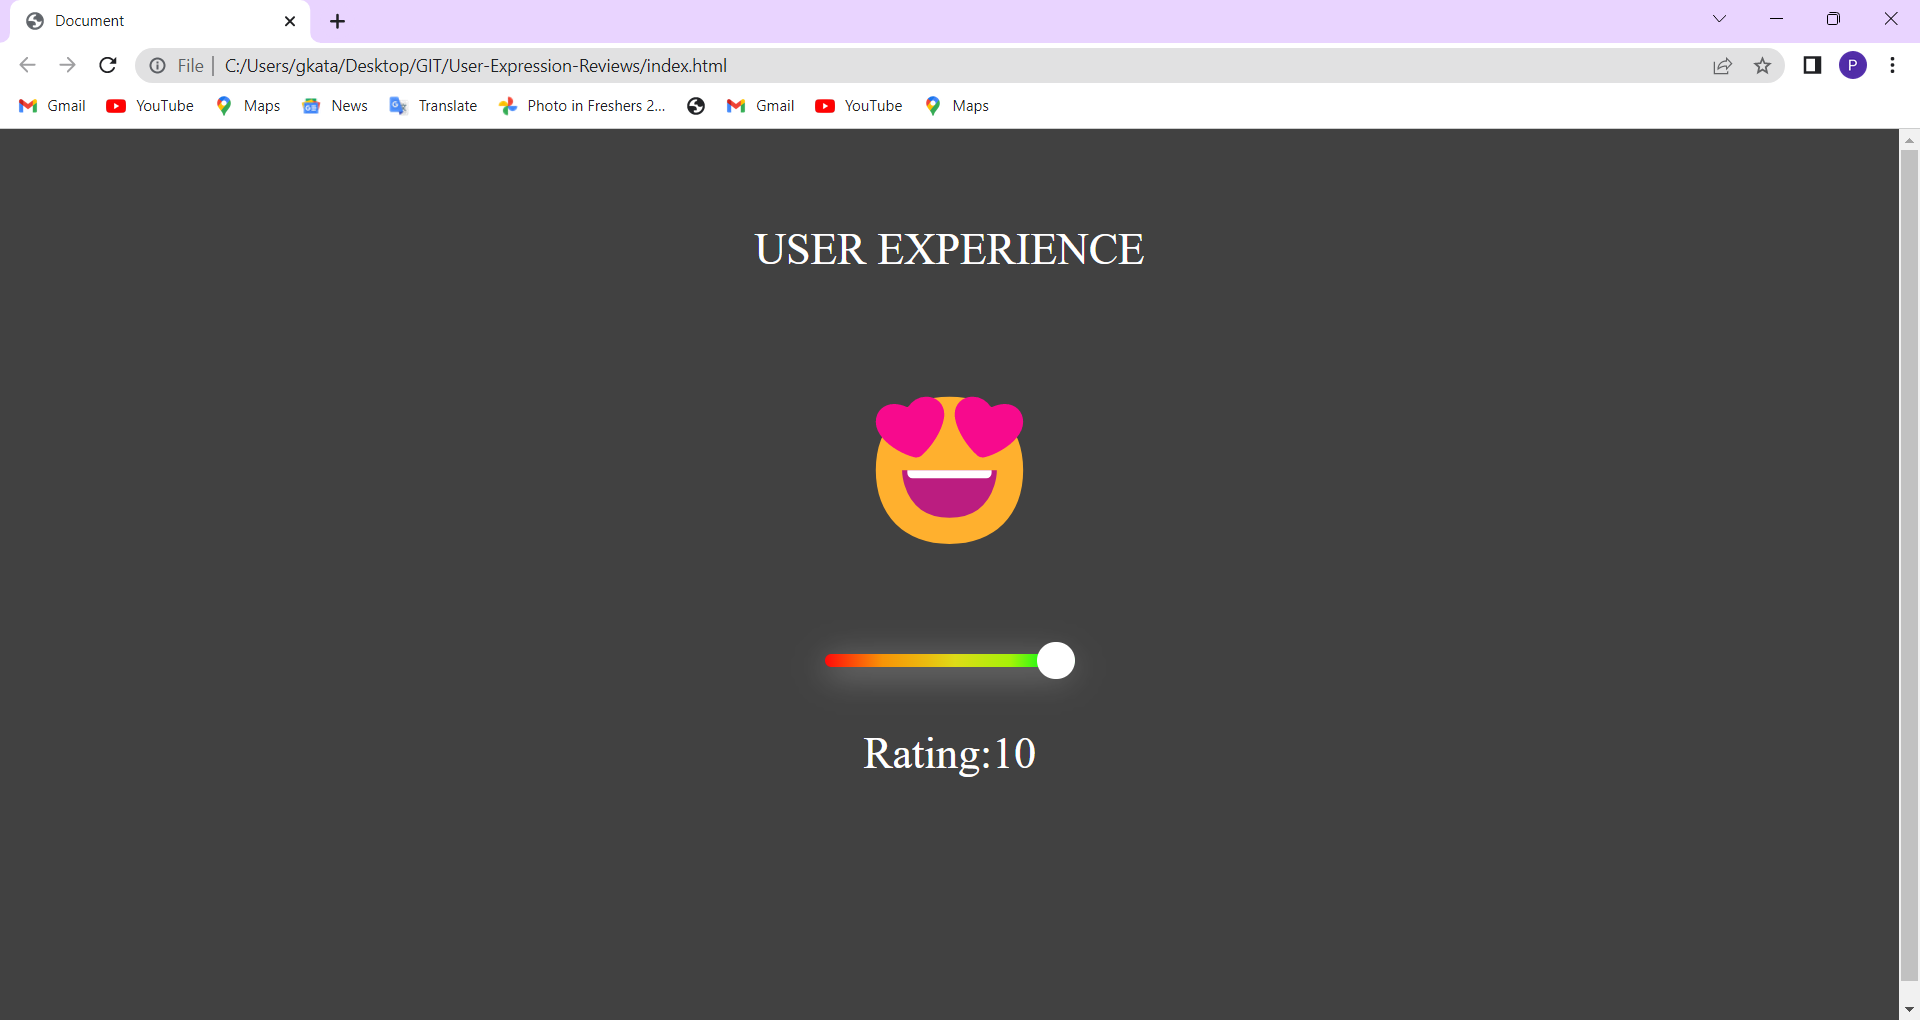 Document
File
C:/Users/gkata/Desktop/GIT/User-Expression-Reviews/index.html
P
Gmail YouTube Maps News Translate Photo in Freshers 2... Gmail YouTube Maps
USER EXPERIENCE
Rating:10